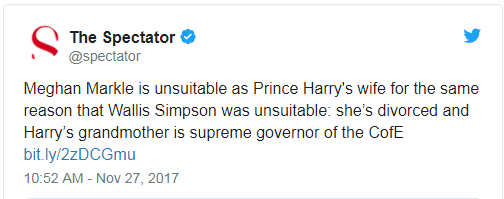 The Spectator
@spectator
Meghan Markle is unsuitable as Prince Harry's wife for the same
reason that Wallis Simpson was unsuitable: she’s divorced and
Harry’s grandmother is supreme governor of the CofE
bit.ly/2zDCGmu
10:52 AM - Nov 27, 2017